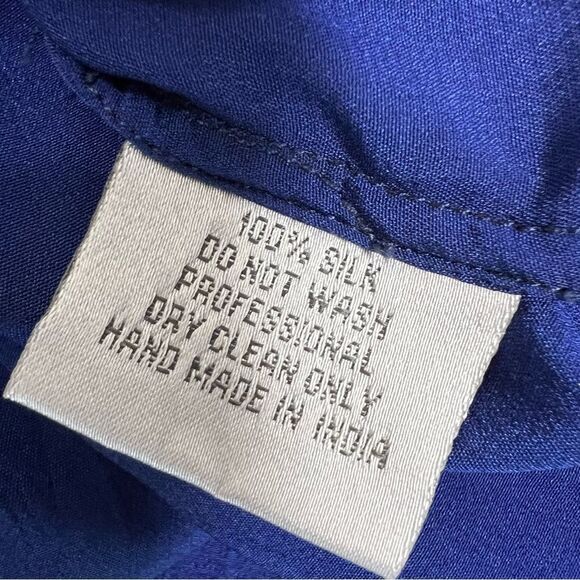 100% SILK
DO NOT WASH
PROFESSIONAL
DRY CLEAN ONLY
HAND MADE IN INDIA